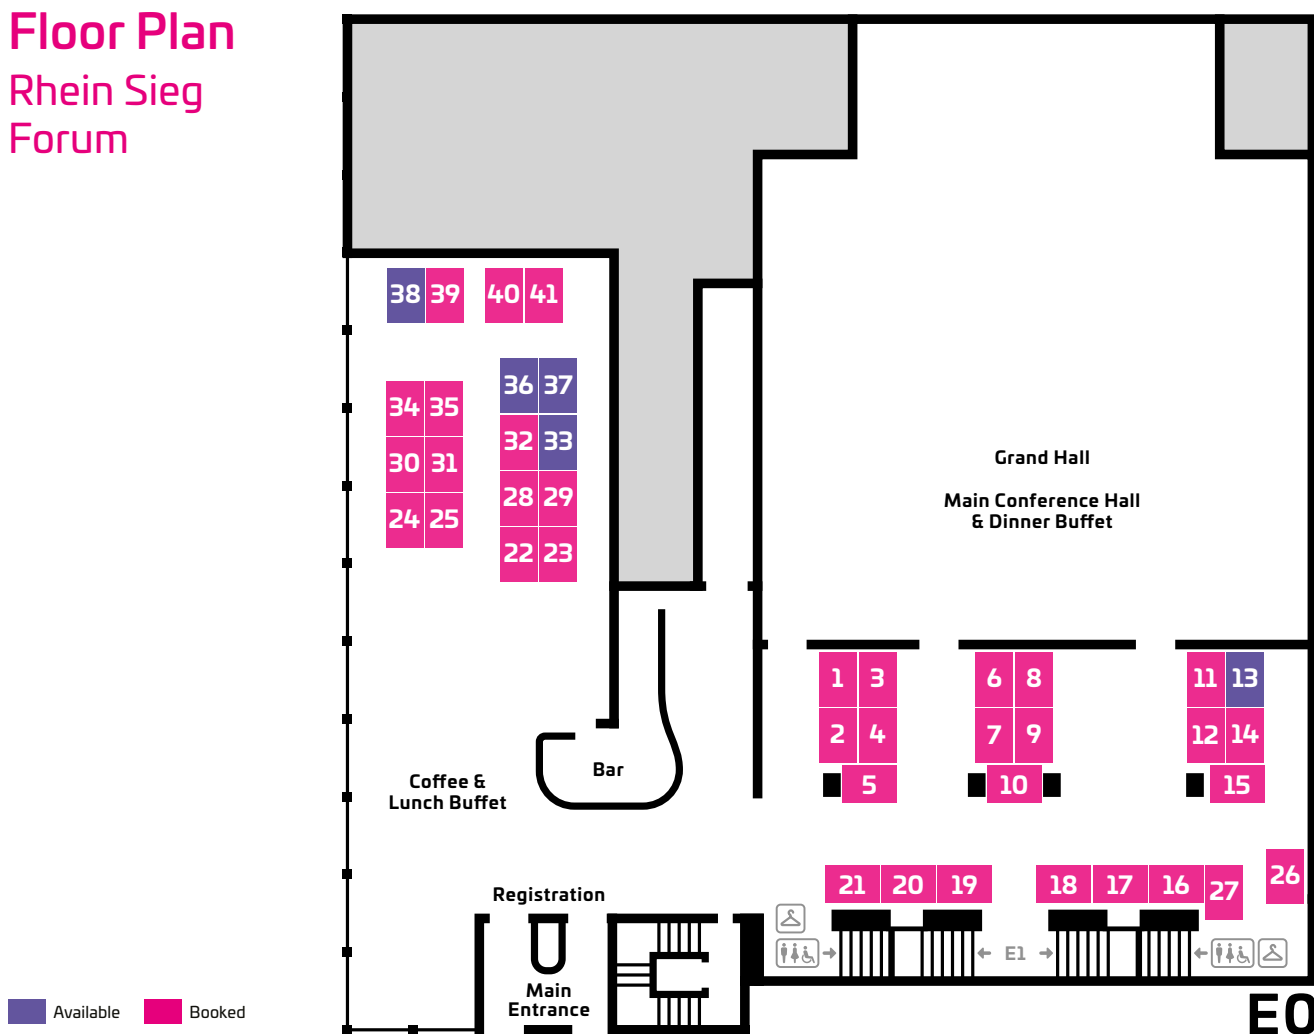 Floor Plan
Rhein Sieg
Forum
38 39 40 41
36 37
34 35
32 33
30 31
28 29
24 25
22 23
Grand Hall
Main Conference Hall
& Dinner Buffet
1 3 6 8 11 13
2 4 7 9 12 14
5 10 15
Bar
Coffee &
Lunch Buffet
21 20 19 18 17 16 27 26
Registration
E1
Main
Entrance
Available Booked
E0